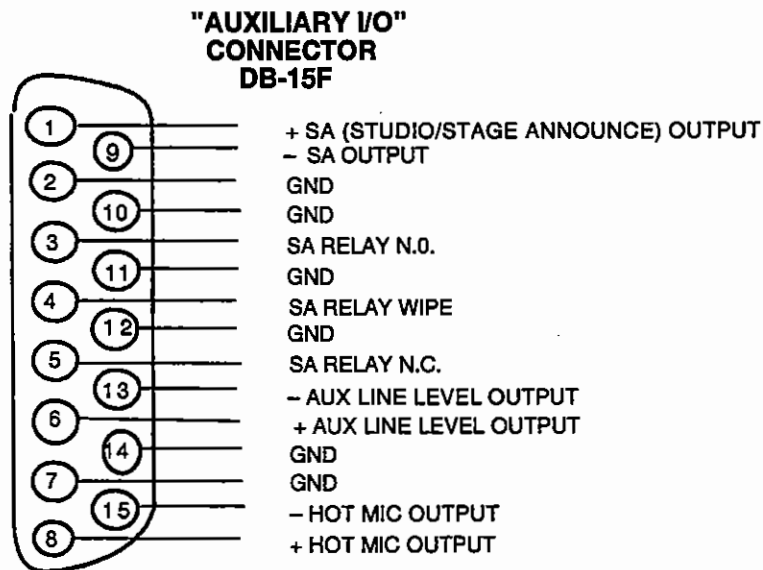 "AUXILIARY I/O"
CONNECTOR
DB-15F
1 + SA (STUDIO/STAGE ANNOUNCE) OUTPUT
9 – SA OUTPUT
2 GND
10 GND
3 SA RELAY N.0.
11 GND
4 SA RELAY WIPE
12 GND
5 SA RELAY N.C.
13 – AUX LINE LEVEL OUTPUT
6 + AUX LINE LEVEL OUTPUT
14 GND
7 GND
15 – HOT MIC OUTPUT
8 + HOT MIC OUTPUT